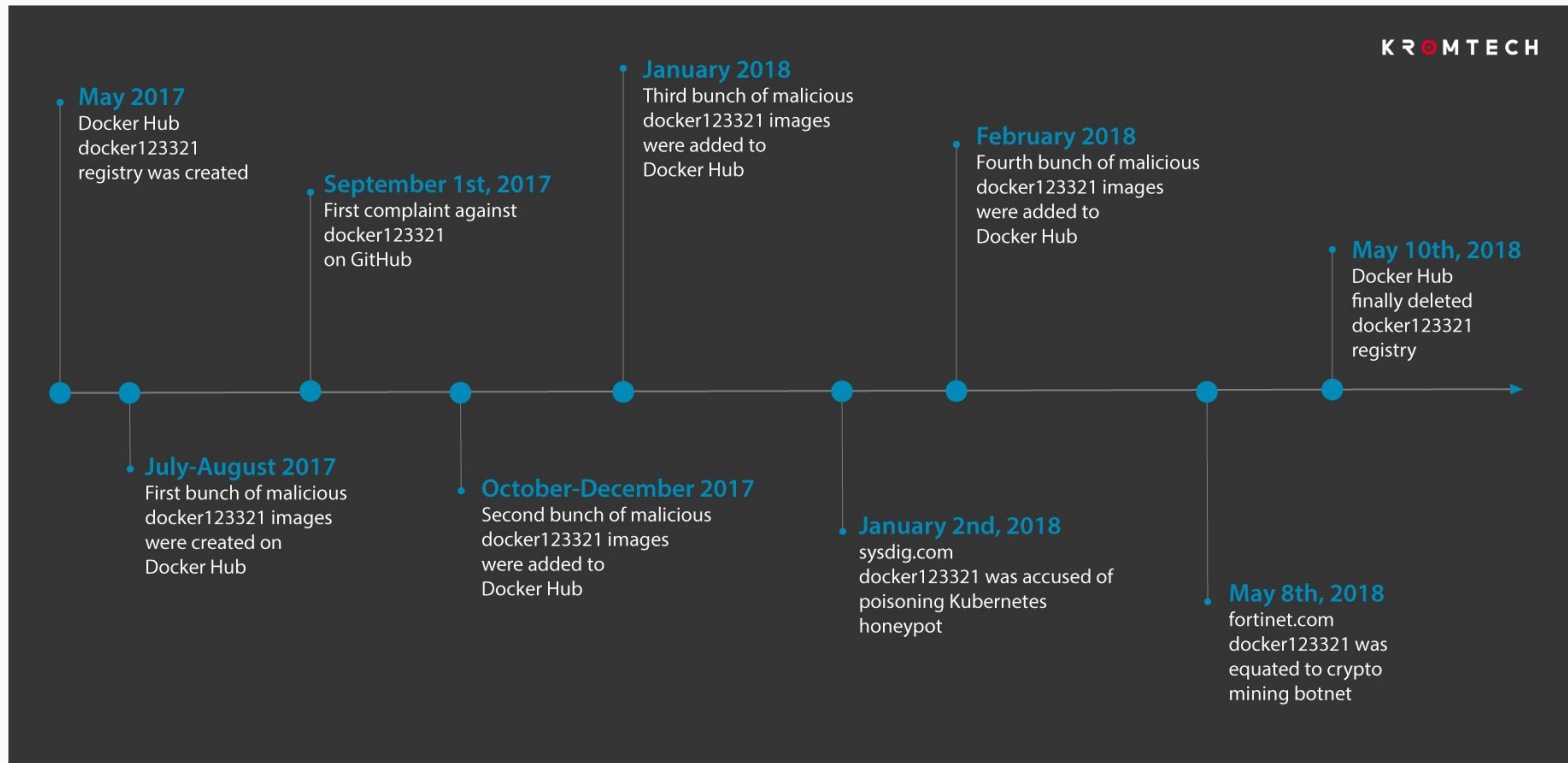 KROMTECH
May 2017
Docker Hub
docker123321
registry was created
July-August 2017
First bunch of malicious
docker123321 images
were created on
Docker Hub
September 1st, 2017
First complaint against
docker123321
on GitHub
October-December 2017
Second bunch of malicious
docker123321 images
were added to
Docker Hub
January 2018
Third bunch of malicious
docker123321 images
were added to
Docker Hub
January 2nd, 2018
sysdig.com
docker123321 was accused of
poisoning Kubernetes
honeypot
February 2018
Fourth bunch of malicious
docker123321 images
were added to
Docker Hub
May 8th, 2018
fortinet.com
docker123321 was
equated to crypto
mining botnet
May 10th, 2018
Docker Hub
finally deleted
docker123321
registry